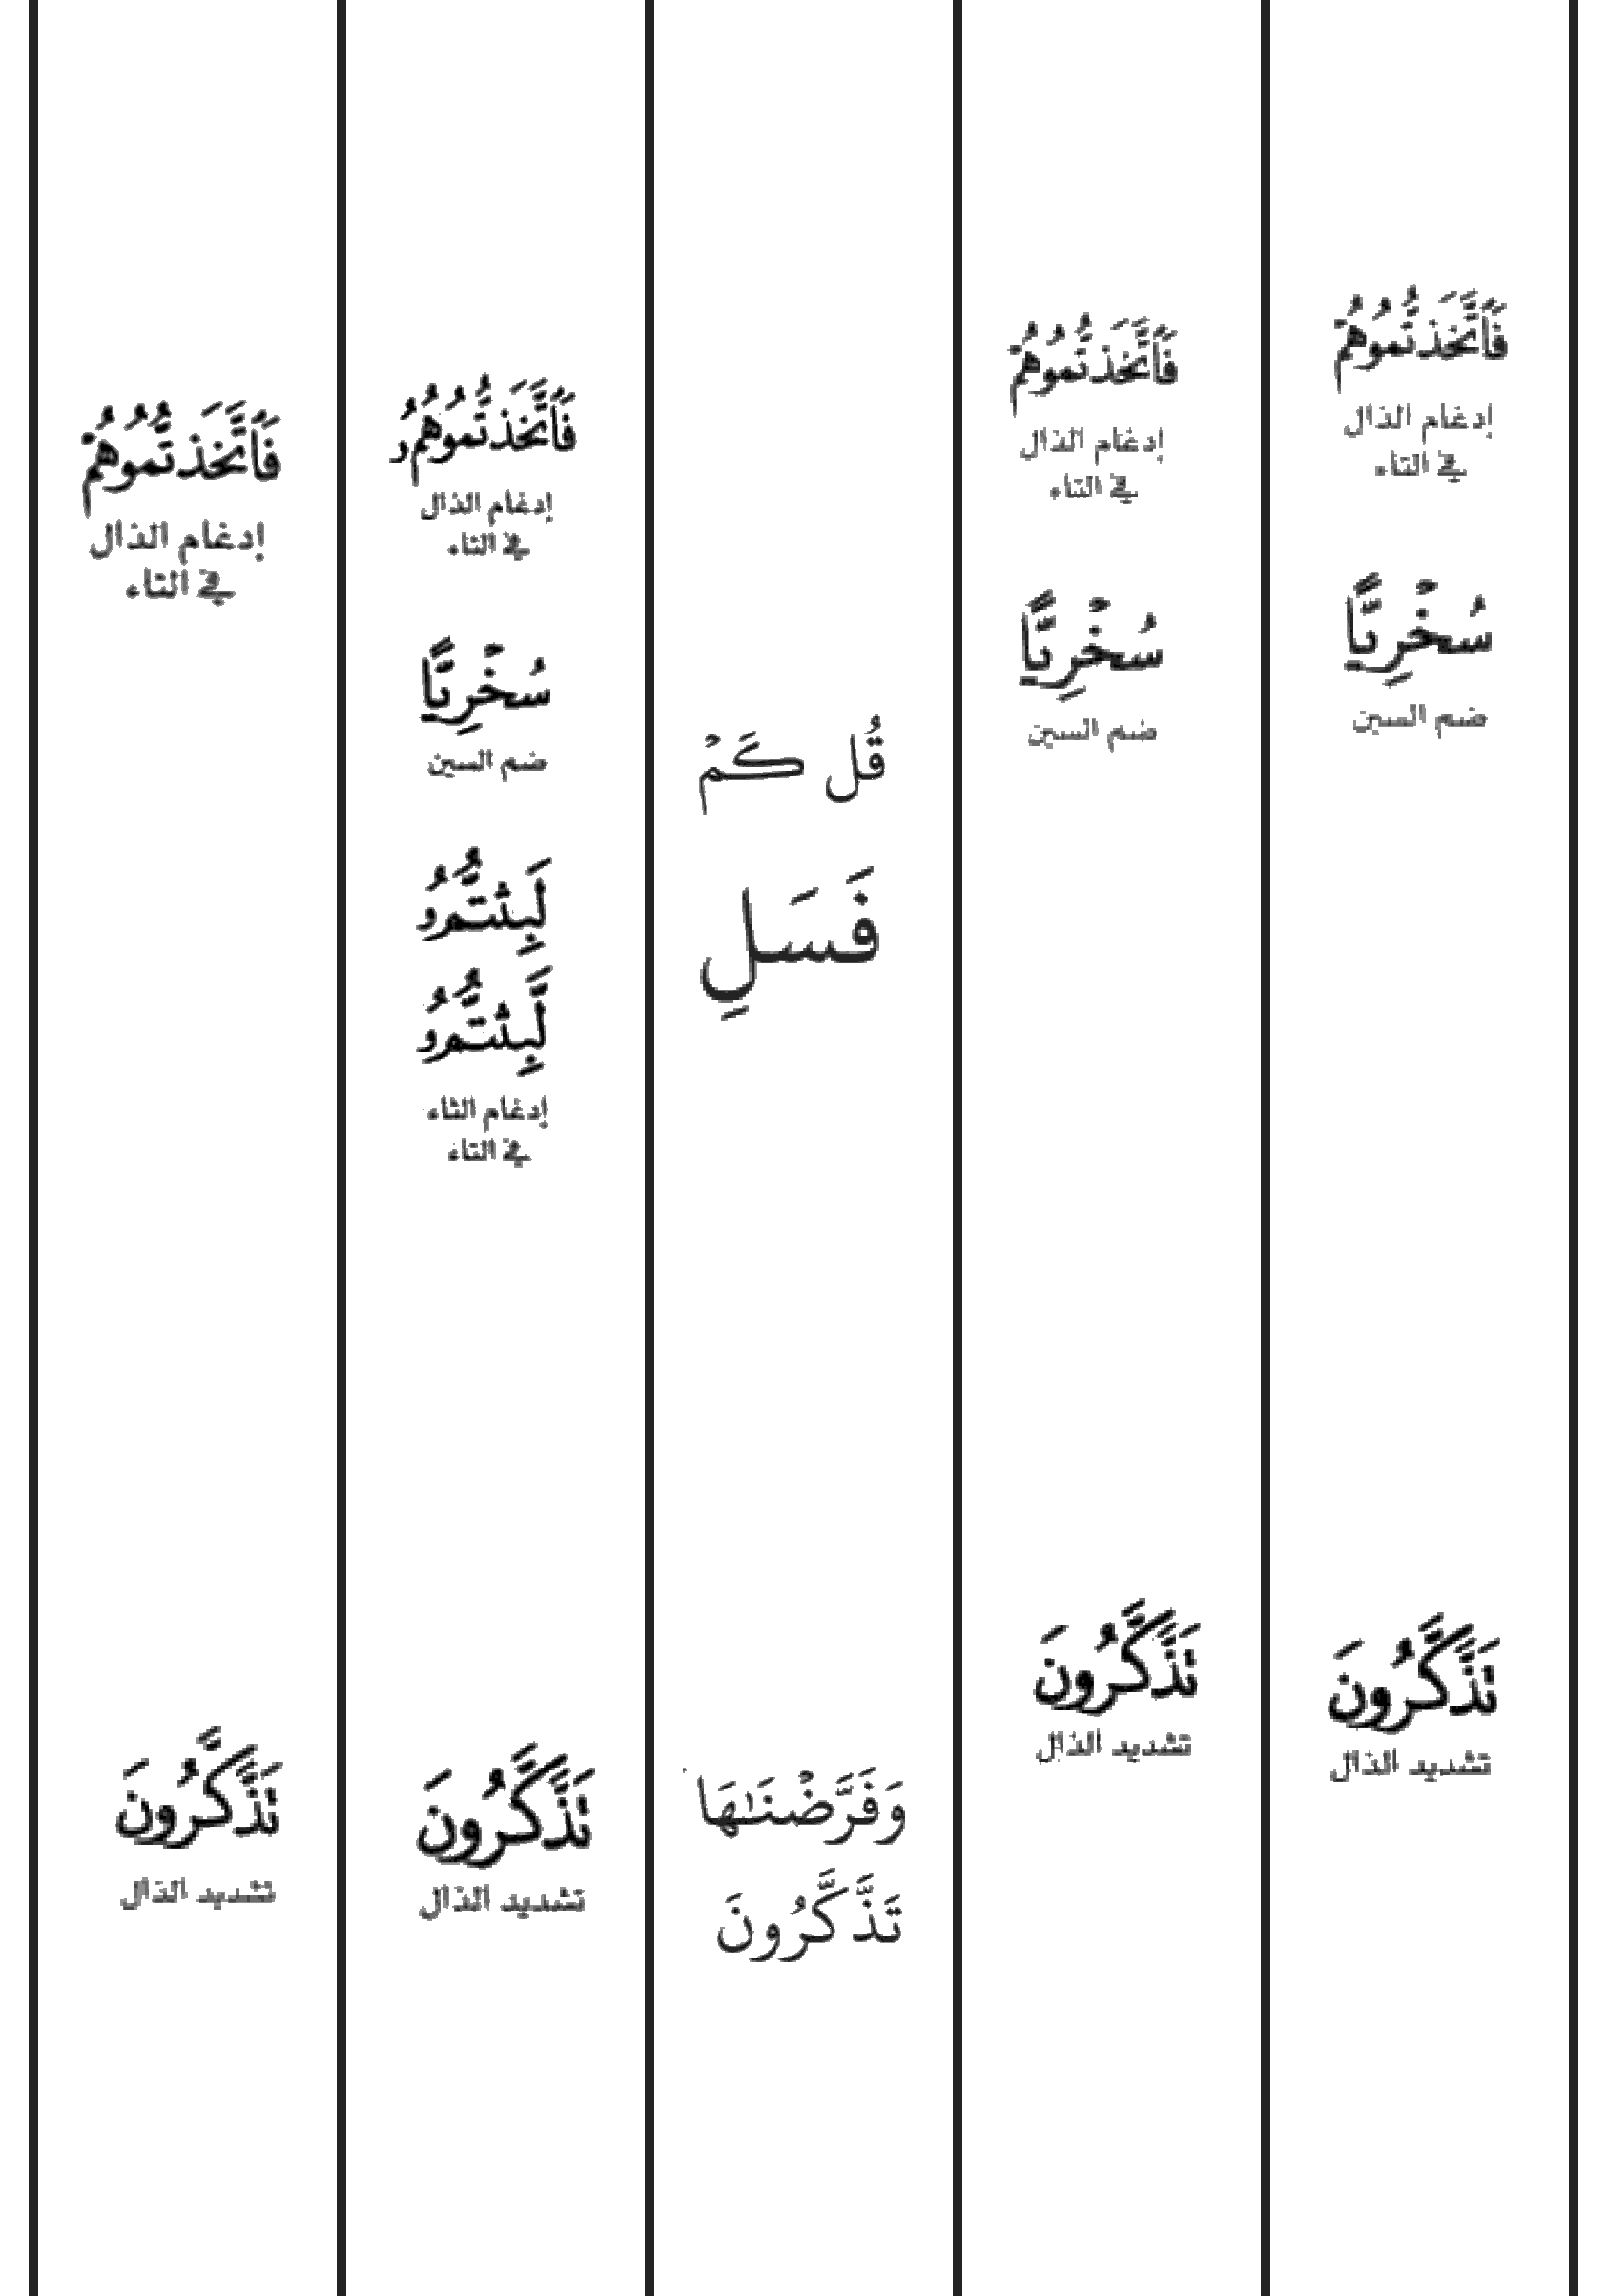 فَٱتَّخَذتُّمُوهُمۡ
إدغام الذال
في التاء
سُخۡرِيًّا
ضم السين
تَذَّكَّرُونَ
تشديد الذال
فَٱتَّخَذتُّمُوهُمۡ
إدغام الذال
في التاء
سُخۡرِيًّا
ضم السين
تَذَّكَّرُونَ
تشديد الذال
قُل كَمۡ
فَسَلِ
وَفَرَّضۡنَٰهَا
تَذَّكَّرُونَ
فَٱتَّخَذتُّمُوهُمُۥ
إدغام الذال
في التاء
سُخۡرِيًّا
ضم السين
لَبِثتُّمُۥ
لَّبِثتُّمُۥ
إدغام الثاء
في التاء
تَذَّكَّرُونَ
تشديد الذال
فَٱتَّخَذتُّمُوهُمۡ
إدغام الذال
في التاء
تَذَّكَّرُونَ
تشديد الذال